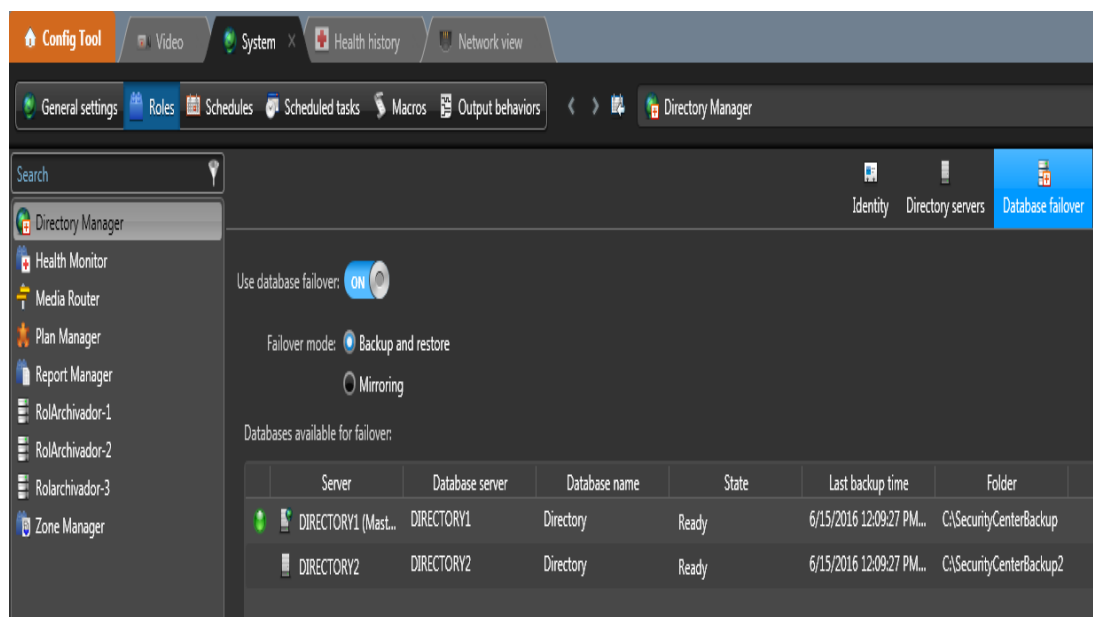 Config Tool
Video
System
Health history
Network view
General settings
Roles
Schedules
Scheduled tasks
Macros
Output behaviors
Directory Manager
Search
Identity
Directory servers
Database failover
Directory Manager
Health Monitor
Media Router
Plan Manager
Report Manager
RolArchivador-1
RolArchivador-2
Rolarchivador-3
Zone Manager
Use database failover: ON
Failover mode: Backup and restore
Mirroring
Databases available for failover:
Server Database server Database name State Last backup time Folder
DIRECTORY1 (Mast... DIRECTORY1 Directory Ready 6/15/2016 12:09:27 PM... C:\SecurityCenterBackup
DIRECTORY2 DIRECTORY2 Directory Ready 6/15/2016 12:09:27 PM... C:\SecurityCenterBackup2